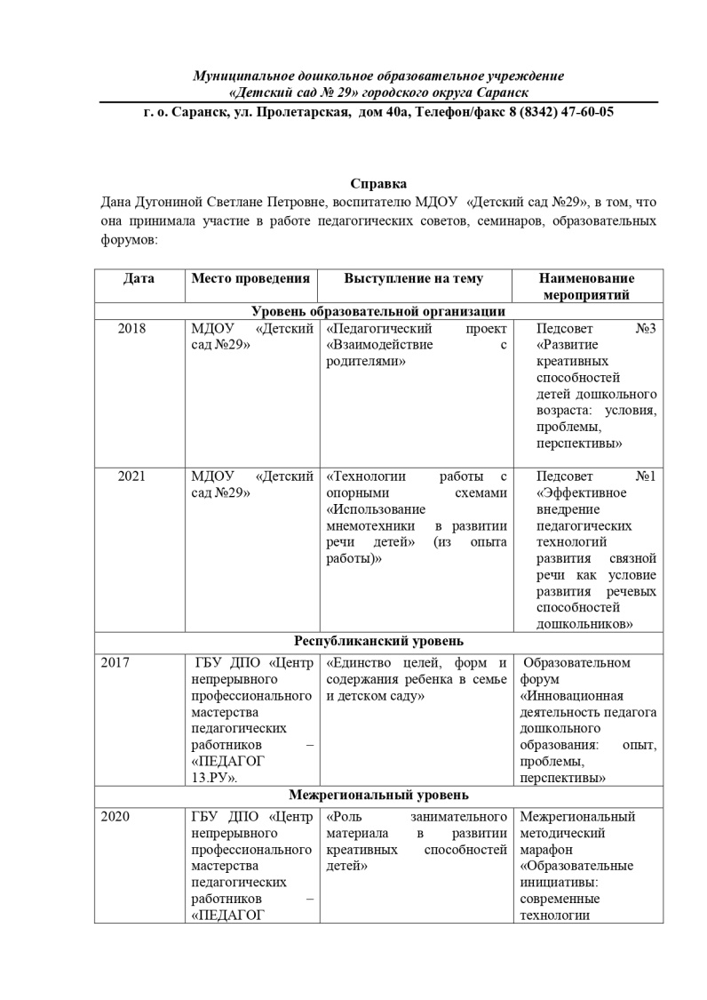 Муниципальное дошкольное образовательное учреждение
«Детский сад № 29» городского округа Саранск
г. о. Саранск, ул. Пролетарская,  дом 40а, Телефон/факс 8 (8342) 47-60-05
Справка
Дана Дугониной Светлане Петровне, воспитателю МДОУ  «Детский сад №29», в том, что
она принимала участие в работе педагогических советов, семинаров, образовательных
форумов:
Дата
Место проведения
Выступление на тему
Наименование
мероприятий
Уровень образовательной организации
2018
МДОУ «Детский
сад №29»
«Педагогический проект
«Взаимодействие с
родителями»
Педсовет №3
«Развитие
креативных
способностей
детей дошкольного
возраста: условия,
проблемы,
перспективы»
2021
МДОУ «Детский
сад №29»
«Технологии работы с
опорными схемами
«Использование
мнемотехники в развитии
речи детей» (из опыта
работы)»
Педсовет №1
«Эффективное
внедрение
педагогических
технологий
развития связной
речи как условие
развития речевых
способностей
дошкольников»
Республиканский уровень
2017
ГБУ ДПО «Центр
непрерывного
профессионального
мастерства
педагогических
работников –
«ПЕДАГОГ
13.РУ».
«Единство целей, форм и
содержания ребенка в семье
и детском саду»
Образовательном
форум
«Инновационная
деятельность педагога
дошкольного
образования: опыт,
проблемы,
перспективы»
Межрегиональный уровень
2020
ГБУ ДПО «Центр
непрерывного
профессионального
мастерства
педагогических
работников –
«ПЕДАГОГ
«Роль занимательного
материала в развитии
креативных способностей
детей»
Межрегиональный
методический
марафон
«Образовательные
инициативы:
современные
технологии